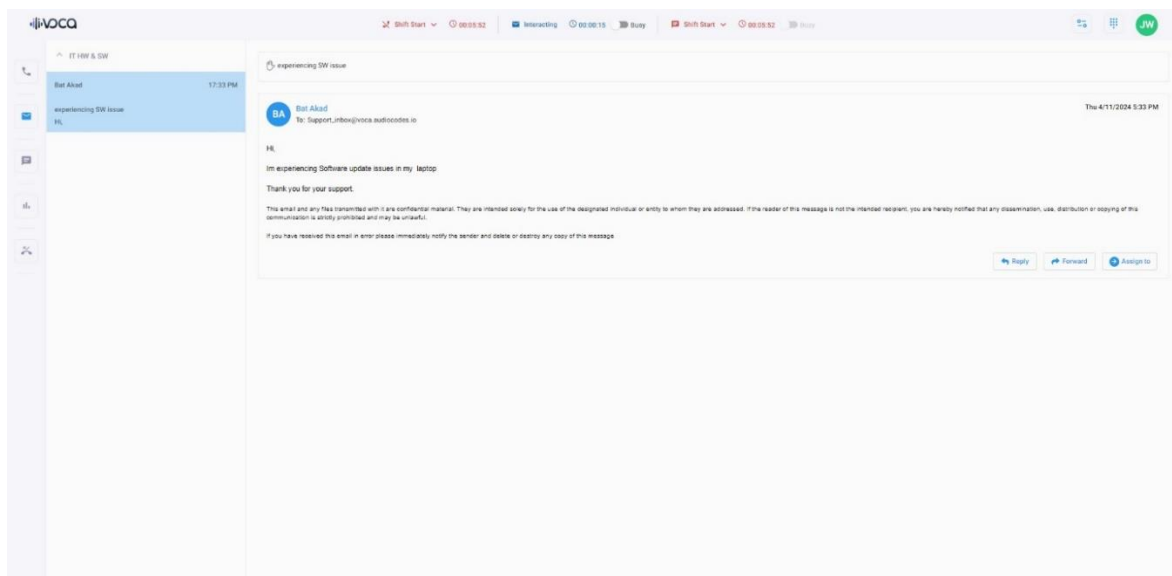 VOCA
Shift Start 00:05:52 Interacting 00:00:15 Busy Shift Start 00:05:52 Busy
JW
IT HW & SW
Bat Akad 17:33 PM
experiencing SW issue
Hi,
experiencing SW issue
BA
Bat Akad
Thu 4/11/2024 5:33 PM
To: Support_inbox@voca.audiocodes.io
Hi,
Im experiencing Software update issues in my laptop
Thank you for your support.
This email and any files transmitted with it are confidential material. They are intended solely for the use of the designated individual or entity to whom they are addressed. If the reader of this message is not the intended recipient, you are hereby notified that any dissemination, use, distribution or copying of this
communication is strictly prohibited and may be unlawful.
If you have received this email in error please immediately notify the sender and delete or destroy any copy of this message
Reply Forward Assign to